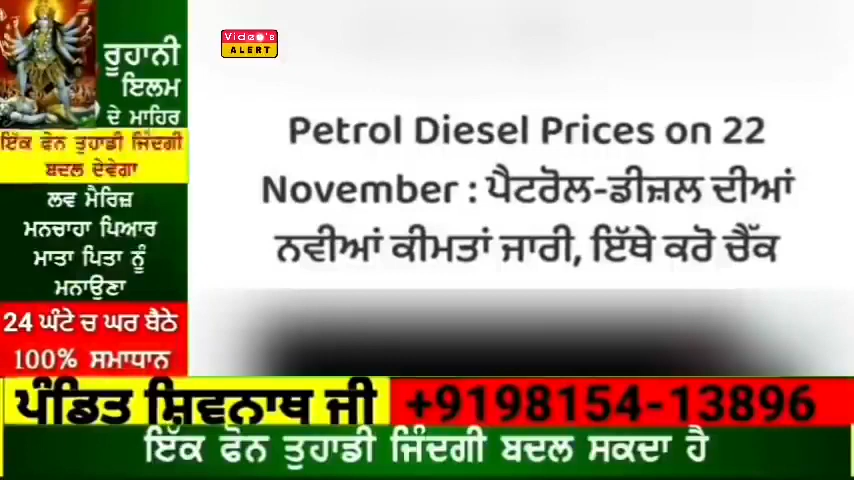 Video's
ALERT
ਰੂਹਾਨੀ
ਇਲਮ
ਦੇ ਮਾਹਿਰ
ਇੱਕ ਫੋਨ ਤੁਹਾਡੀ ਜਿੰਦਗੀ
ਬਦਲ ਦੇਵੇਗਾ
ਲਵ ਮੈਰਿਜ਼
ਮਨਚਾਹਾ ਪਿਆਰ
ਮਾਤਾ ਪਿਤਾ ਨੂੰ
ਮਨਾਉਣਾ
24 ਘੰਟੇ ਚ ਘਰ ਬੈਠੇ
100% ਸਮਾਧਾਨ
Petrol Diesel Prices on 22
November : ਪੈਟਰੋਲ-ਡੀਜ਼ਲ ਦੀਆਂ
ਨਵੀਆਂ ਕੀਮਤਾਂ ਜਾਰੀ, ਇੱਥੇ ਕਰੋ ਚੈੱਕ
ਪੰਡਿਤ ਸ਼ਿਵਨਾਥ ਜੀ +9198154-13896
ਇੱਕ ਫੋਨ ਤੁਹਾਡੀ ਜਿੰਦਗੀ ਬਦਲ ਸਕਦਾ ਹੈ